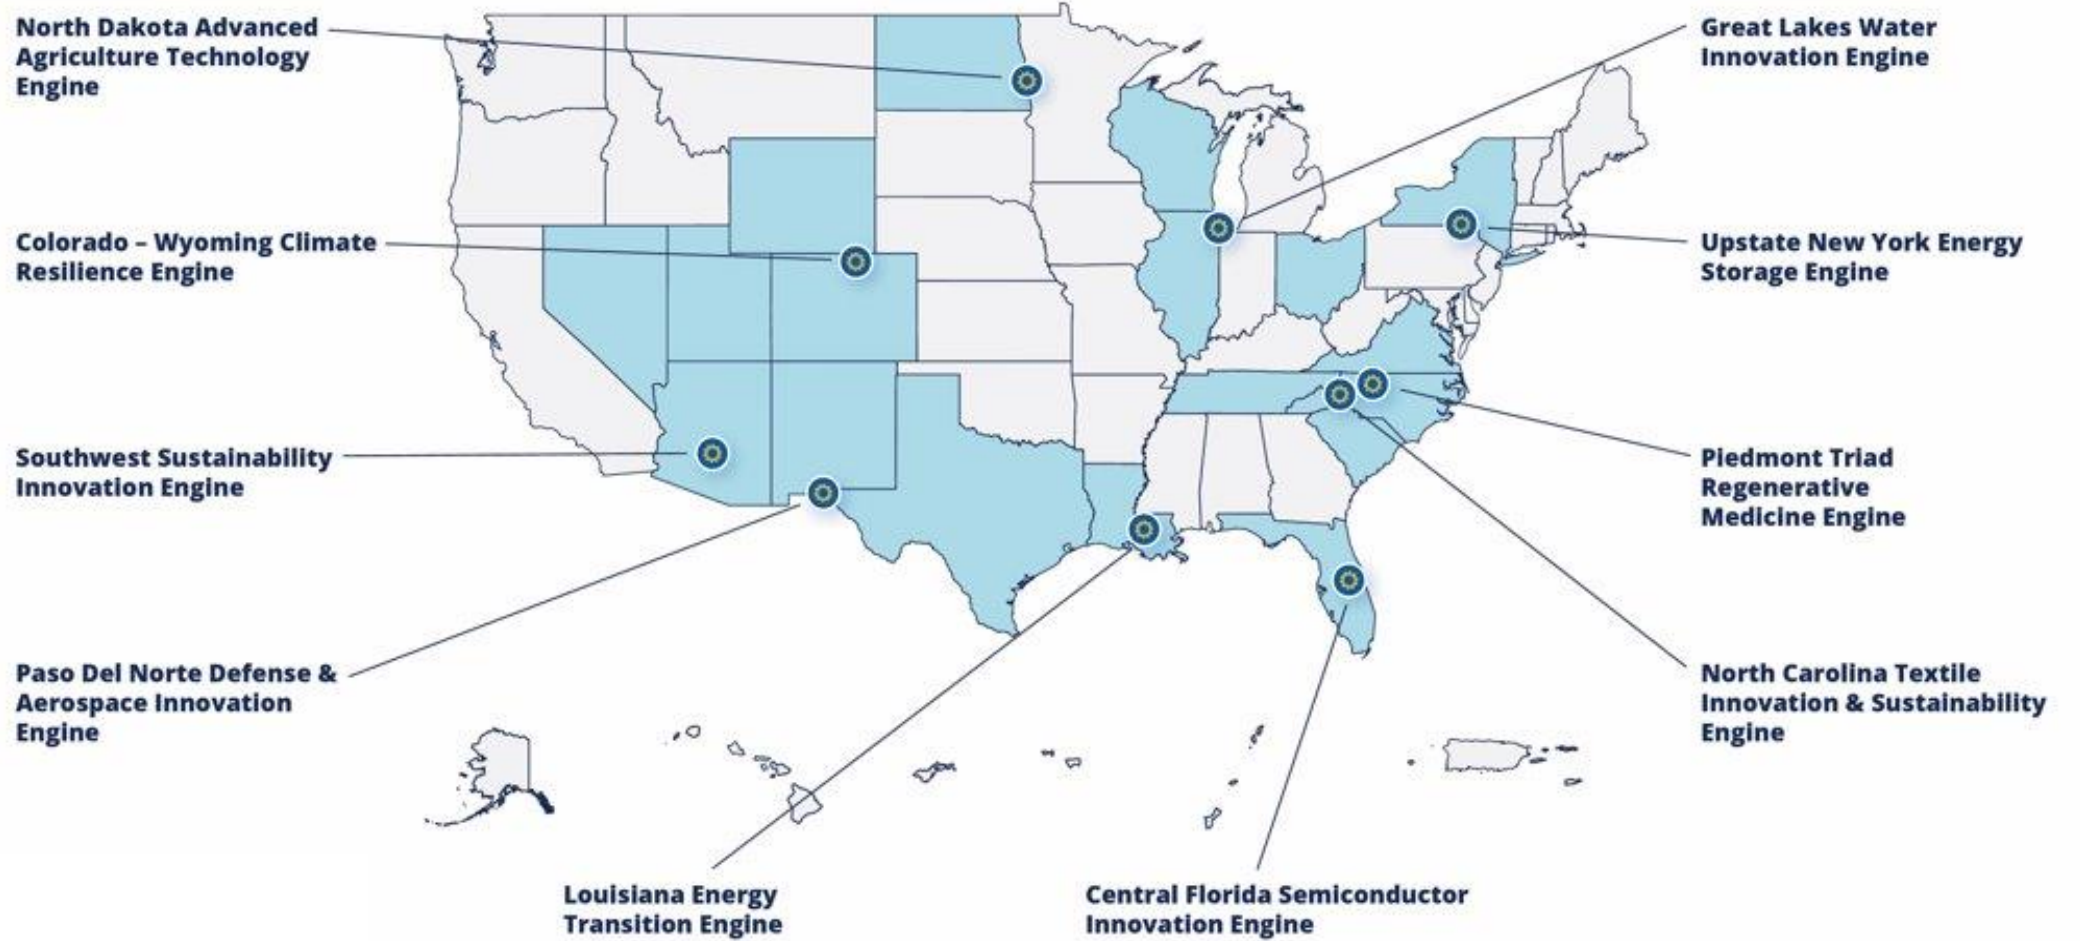 North Dakota Advanced
Agriculture Technology
Engine
Colorado – Wyoming Climate
Resilience Engine
Southwest Sustainability
Innovation Engine
Paso Del Norte Defense &
Aerospace Innovation
Engine
Louisiana Energy
Transition Engine
Central Florida Semiconductor
Innovation Engine
Great Lakes Water
Innovation Engine
Upstate New York Energy
Storage Engine
Piedmont Triad
Regenerative
Medicine Engine
North Carolina Textile
Innovation & Sustainability
Engine